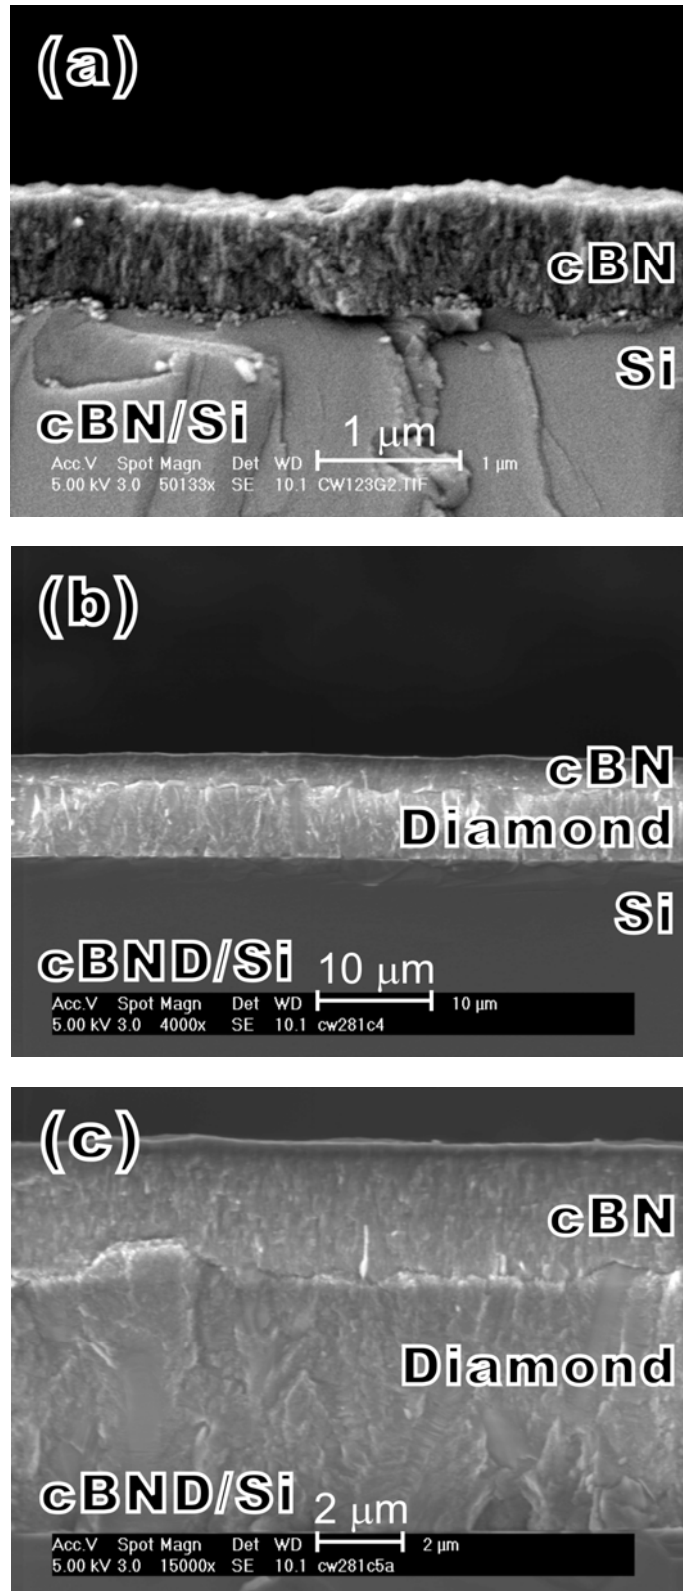 (a)
cBN
Si
cBN/Si
1 μm
Acc.V Spot Magn Det WD 1 μm
5.00 kV 3.0 50133x SE 10.1 CW123G2.TIF
(b)
cBN
Diamond
Si
cBND/Si
10 μm
Acc.V Spot Magn Det WD 10 μm
5.00 kV 3.0 4000x SE 10.1 cw281c4
(c)
cBN
Diamond
cBND/Si
2 μm
Acc.V Spot Magn Det WD 2 μm
5.00 kV 3.0 15000x SE 10.1 cw281c5a